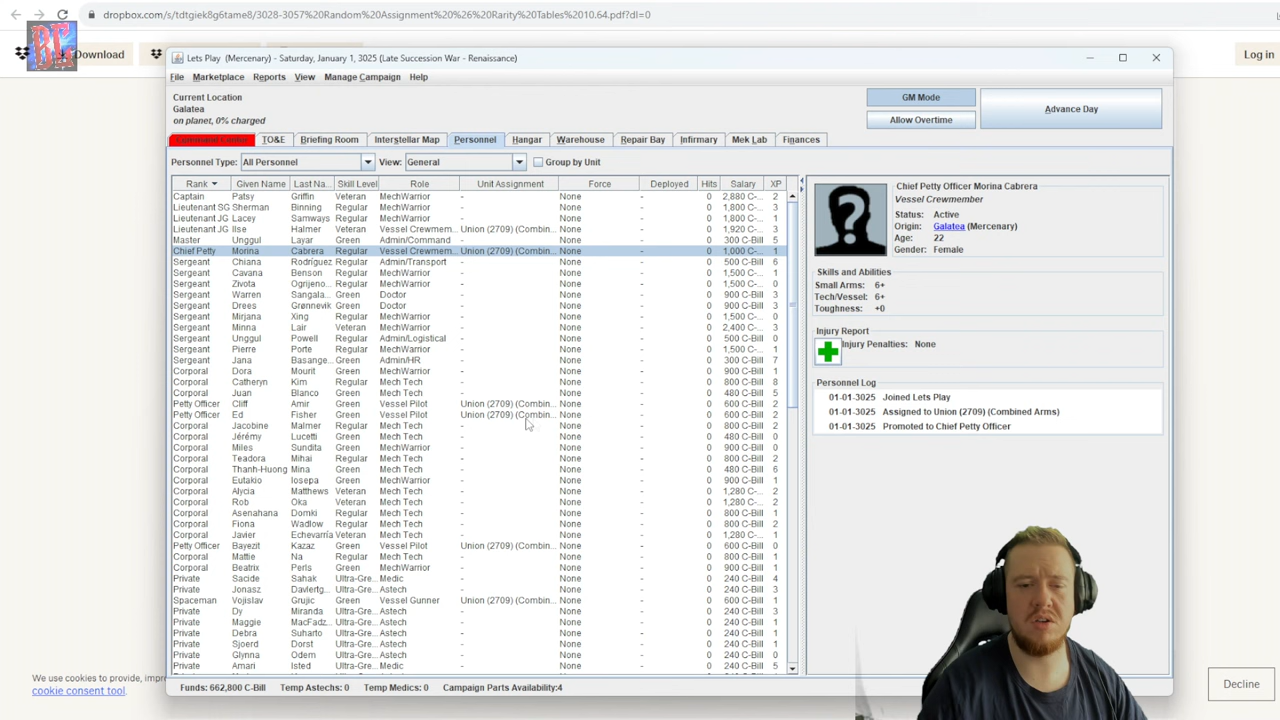 dropbox.com/s/tdtgiek8g6tame8/3028-3057%20Random%20Assignment%20%26%20Rarity%20Tables%2010.64.pdf?dl=0
BC
Download
Log in
Lets Play (Mercenary) - Saturday, January 1, 3025 (Late Succession War - Renaissance)
File Marketplace Reports View Manage Campaign Help
Current Location
Galatea
on planet, 0% charged
GM Mode
Allow Overtime
Advance Day
TO&E Briefing Room Interstellar Map Personnel Hangar Warehouse Repair Bay Infirmary Mek Lab Finances
Personnel Type: All Personnel View: General Group by Unit
Rank Given Name Last Na... Skill Level Role Unit Assignment Force Deployed Hits Salary XP
Captain Patsy Griffin Veteran MechWarrior - None - 0 2,880 C-... 2
Lieutenant SG Sherman Binning Regular MechWarrior - None - 0 1,800 C-... 3
Lieutenant JG Lacey Samways Regular MechWarrior - None - 0 1,800 C-... 1
Lieutenant JG Ilse Halmer Veteran Vessel Crewmem... Union (2709) (Combin... None - 0 1,920 C-... 3
Master Unggul Layar Green Admin/Command - None - 0 300 C-Bill 5
Chief Petty Morina Cabrera Regular Vessel Crewmem... Union (2709) (Combin... None - 0 1,000 C-... 1
Sergeant Chiana Rodríguez Regular Admin/Transport - None - 0 500 C-Bill 6
Sergeant Cavana Benson Regular MechWarrior - None - 0 1,500 C-... 1
Sergeant Zivota Ogrijeno... Regular MechWarrior - None - 0 1,500 C-... 0
Sergeant Warren Sangala... Green Doctor - None - 0 900 C-Bill 3
Sergeant Drees Grønnevik Green Doctor - None - 0 900 C-Bill 3
Sergeant Mirjana Xing Regular MechWarrior - None - 0 1,500 C-... 0
Sergeant Minna Lair Veteran MechWarrior - None - 0 2,400 C-... 3
Sergeant Unggul Powell Regular Admin/Logistical - None - 0 500 C-Bill 0
Sergeant Pierre Porte Regular MechWarrior - None - 0 1,500 C-... 1
Sergeant Jana Basange... Green Admin/HR - None - 0 300 C-Bill 7
Corporal Dora Mourit Green MechWarrior - None - 0 900 C-Bill 1
Corporal Catheryn Kim Regular Mech Tech - None - 0 800 C-Bill 8
Corporal Juan Blanco Green Mech Tech - None - 0 480 C-Bill 5
Petty Officer Cliff Amir Green Vessel Pilot Union (2709) (Combin... None - 0 600 C-Bill 2
Petty Officer Ed Fisher Green Vessel Pilot Union (2709) (Combin... None - 0 600 C-Bill 2
Corporal Jacobine Malmer Regular Mech Tech - None - 0 800 C-Bill 2
Corporal Jérémy Lucetti Green Mech Tech - None - 0 480 C-Bill 0
Corporal Miles Sundita Green MechWarrior - None - 0 900 C-Bill 0
Corporal Teadora Mihai Regular Mech Tech - None - 0 800 C-Bill 2
Corporal Thanh-Huong Mina Green Mech Tech - None - 0 480 C-Bill 6
Corporal Eutakio Iosepa Green MechWarrior - None - 0 900 C-Bill 1
Corporal Alycia Matthews Veteran Mech Tech - None - 0 1,280 C-... 2
Corporal Rob Oka Veteran Mech Tech - None - 0 1,280 C-... 2
Corporal Asenahana Domki Regular Mech Tech - None - 0 800 C-Bill 1
Corporal Fiona Wadlow Regular Mech Tech - None - 0 800 C-Bill 2
Corporal Javier Echevarría Veteran Mech Tech - None - 0 1,280 C-... 1
Petty Officer Bayezit Kazaz Green Vessel Pilot Union (2709) (Combin... None - 0 600 C-Bill 0
Corporal Mattie Na Regular Mech Tech - None - 0 800 C-Bill 1
Corporal Beatrix Perls Green MechWarrior - None - 0 900 C-Bill 1
Private Sacide Sahak Ultra-Gre... Medic - None - 0 240 C-Bill 4
Private Jonasz Ultra-Gre... Astech - None - 0 240 C-Bill 3
Spaceman Vojislav Grujic Green Vessel Gunner Union (2709) (Combin... None - 0 600 C-Bill 1
Private Dy Miranda Ultra-Gre... Astech - None - 0 240 C-Bill 3
Private Maggie MacFadz... Ultra-Gre... Astech - None - 0 240 C-Bill 1
Private Debra Suharto Ultra-Gre... Astech - None - 0 240 C-Bill 3
Private Sjoerd Dorst Ultra-Gre... Astech - None - 0 240 C-Bill 1
Private Glynna Odem Ultra-Gre... Astech - None - 0 240 C-Bill 0
Private Amari Isted Ultra-Gre... Medic - None - 0 240 C-Bill 5
Chief Petty Officer Morina Cabrera
Vessel Crewmember
Status: Active
Origin: Galatea (Mercenary)
Age: 22
Gender: Female
Skills and Abilities
Small Arms: 6+
Tech/Vessel: 6+
Toughness: +0
Injury Report
Injury Penalties: None
Personnel Log
01-01-3025 Joined Lets Play
01-01-3025 Assigned to Union (2709) (Combined Arms)
01-01-3025 Promoted to Chief Petty Officer
Funds: 662,800 C-Bill Temp Astechs: 0 Temp Medics: 0 Campaign Parts Availability:4
We use cookies to provide, impro
cookie consent tool.
Decline